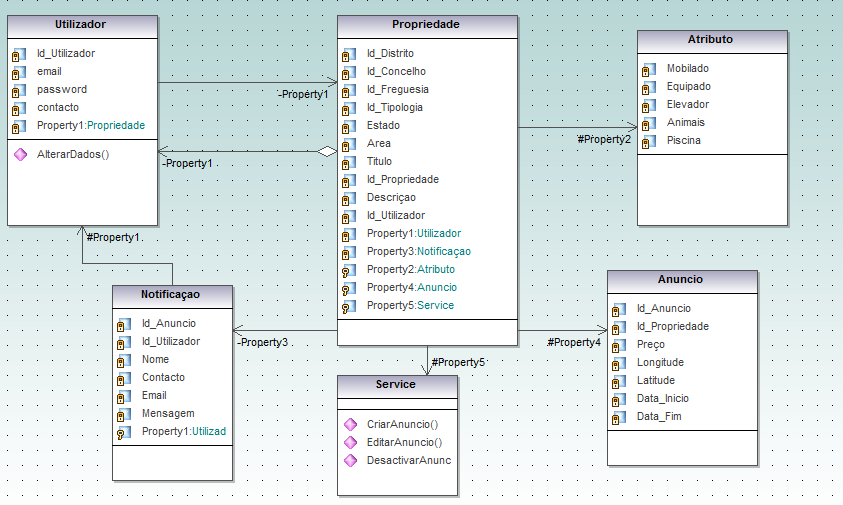 Utilizador
Id_Utilizador
email
password
contacto
Property1:Propriedade
AlterarDados()
Propriedade
Id_Distrito
Id_Concelho
Id_Freguesia
Id_Tipologia
Estado
Area
Titulo
Id_Propriedade
Descriçao
Id_Utilizador
Property1:Utilizador
Property3:Notificaçao
Property2:Atributo
Property4:Anuncio
Property5:Service
Atributo
Mobilado
Equipado
Elevador
Animais
Piscina
-Property1
-Property1
#Property2
#Property1
Notificaçao
Id_Anuncio
Id_Utilizador
Nome
Contacto
Email
Mensagem
Property1:Utilizad
-Property3
#Property5
#Property4
Service
CriarAnuncio()
EditarAnuncio()
DesactivarAnunc
Anuncio
Id_Anuncio
Id_Propriedade
Preço
Longitude
Latitude
Data_Inicio
Data_Fim